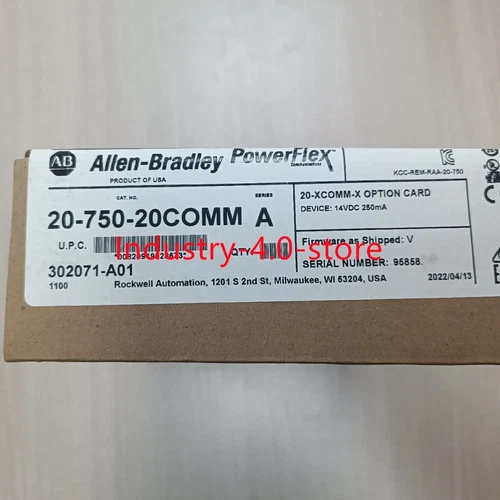 AB Allen-Bradley PowerFlex
Communications
PRODUCT OF USA
KCC-REM-RAA-20-750
CAT. NO. SERIES
20-750-20COMM A
20-XCOMM-X OPTION CARD
DEVICE: 14VDC 250mA
U.P.C. QTY
Industry-4.0-store
Firmware as Shipped: V
SERIAL NUMBER: 95858
302071-A01
1100
Rockwell Automation, 1201 S 2nd St, Milwaukee, WI 53204, USA
2022/04/13